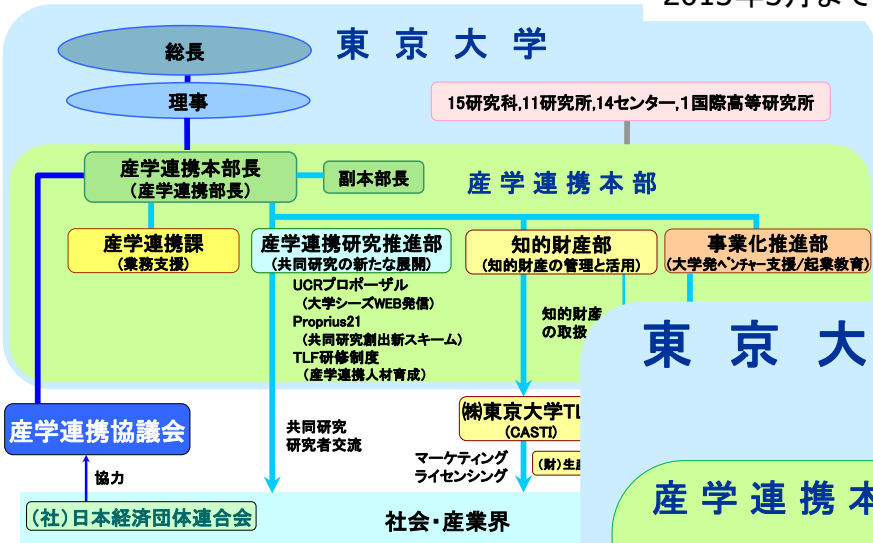 2013年3月まで
東京大学
総長
理事
15研究科,11研究所,14センター,1国際高等研究所
産学連携本部長
(産学連携部長)
副本部長
産学連携本部
産学連携課
(業務支援)
産学連携研究推進部
(共同研究の新たな展開)
知的財産部
(知的財産の管理と活用)
事業化推進部
(大学発ベンチャー支援/起業教育)
UCRプロポーザル
(大学シーズWEB発信)
Proprius21
(共同研究創出新スキーム)
TLF研修制度
(産学連携人材育成)
知的財産
の取扱
東京大
産学連携協議会
共同研究
研究者交流
㈱東京大学TL
(CASTI)
マーケティング
ライセンシング
(財)生産
協力
産学連携本
(社)日本経済団体連合会
社会・産業界